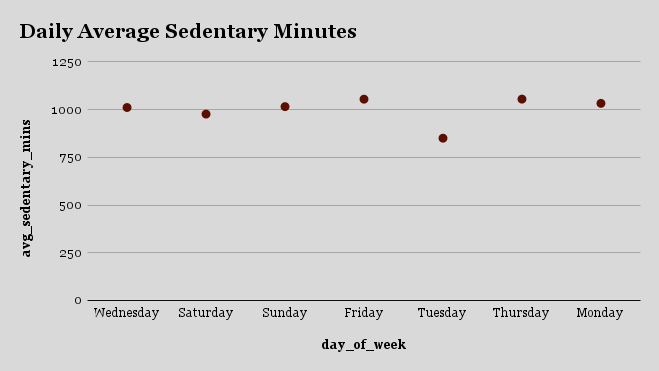 Daily Average Sedentary Minutes
1250
1000
750
500
250
0
avg_sedentary_mins
Wednesday Saturday Sunday Friday Tuesday Thursday Monday
day_of_week